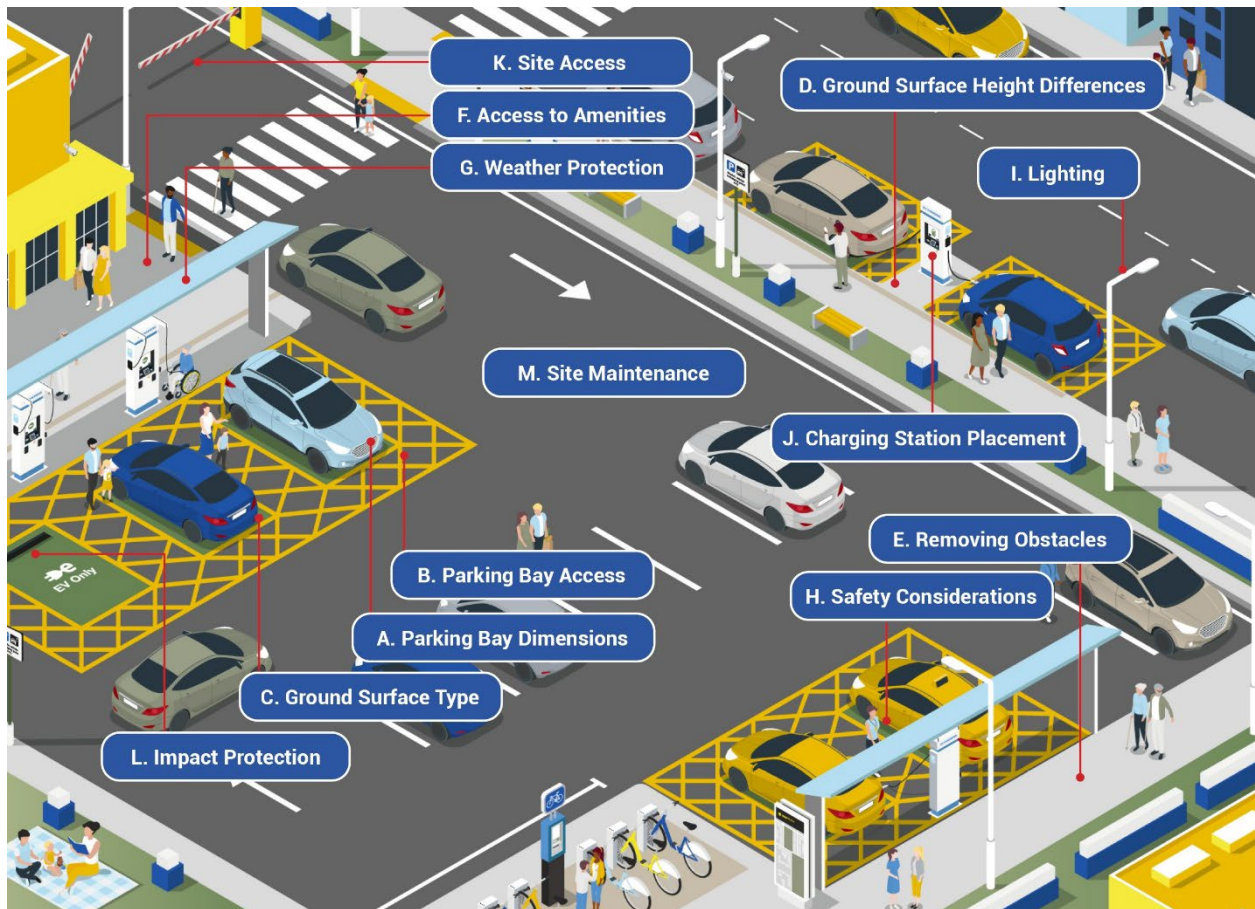 K. Site Access
F. Access to Amenities
G. Weather Protection
D. Ground Surface Height Differences
I. Lighting
P
M. Site Maintenance
J. Charging Station Placement
E. Removing Obstacles
B. Parking Bay Access
H. Safety Considerations
A. Parking Bay Dimensions
e
EV Only
C. Ground Surface Type
L. Impact Protection